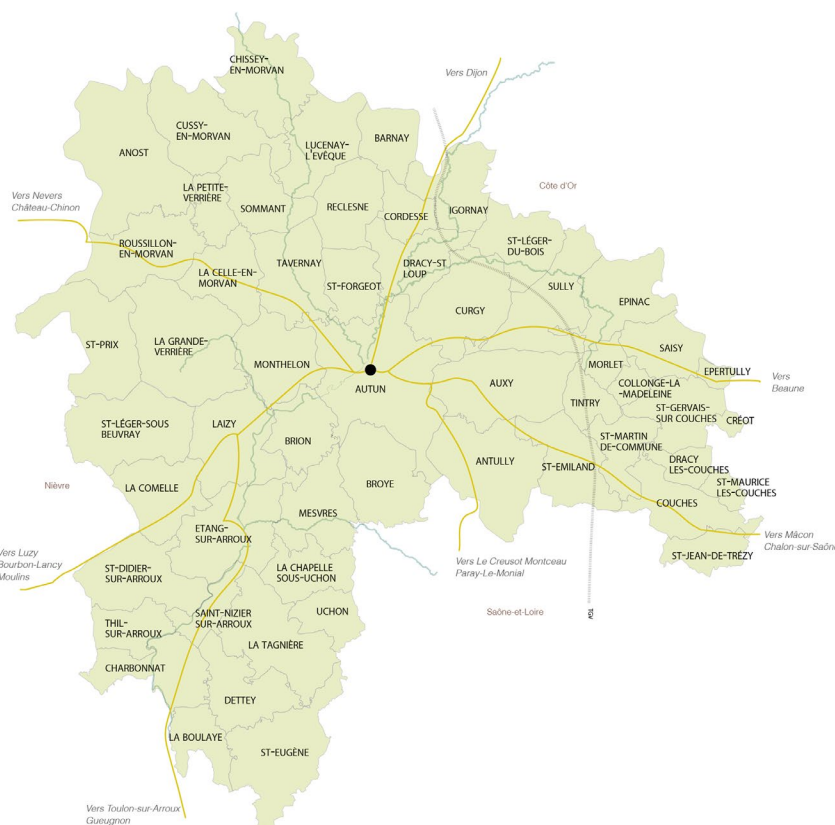 CHISSEY-
EN-MORVAN
Vers Dijon
CUSSY-
EN-MORVAN
BARNAY
LUCENAY-
L'EVÊQUE
ANOST
Côte d'Or
LA PETITE-
VERRIÈRE
Vers Nevers
Château-Chinon
SOMMANT
RECLESNE
CORDESSE
IGORNAY
ROUSSILLON-
EN-MORVAN
ST-LÉGER-
DU-BOIS
TAVERNAY
DRACY-ST
LOUP
LA CELLE-EN-
MORVAN
ST-FORGEOT
SULLY
EPINAC
CURGY
ST-PRIX
LA GRANDE-
VERRIÈRE
SAISY
MONTHELON
MORLET
EPERTULLY
Vers
Beaune
AUTUN
AUXY
COLLONGE-LA
-MADELEINE
TINTRY
ST-GERVAIS-
SUR COUCHES
CRÉOT
ST-LÉGER-SOUS
BEUVRAY
LAIZY
BRION
ST-MARTIN
DE-COMMUNE
ANTULLY
ST-EMILAND
DRACY
LES-COUCHES
Nièvre
LA COMELLE
BROYE
ST-MAURICE
LES-COUCHES
COUCHES
MESVRES
ETANG-
SUR-ARROUX
Vers Mâcon
Chalon-sur-Saône
Vers Luzy
Bourbon-Lancy
Moulins
Vers Le Creusot Montceau
Paray-Le-Monial
ST-JEAN-DE-TRÉZY
ST-DIDIER-
SUR-ARROUX
LA CHAPELLE
SOUS-UCHON
Saône-et-Loire
TGV
UCHON
SAINT-NIZIER
SUR-ARROUX
THIL-
SUR-ARROUX
LA TAGNIÈRE
CHARBONNAT
DETTEY
LA BOULAYE
ST-EUGÈNE
Vers Toulon-sur-Arroux
Gueugnon